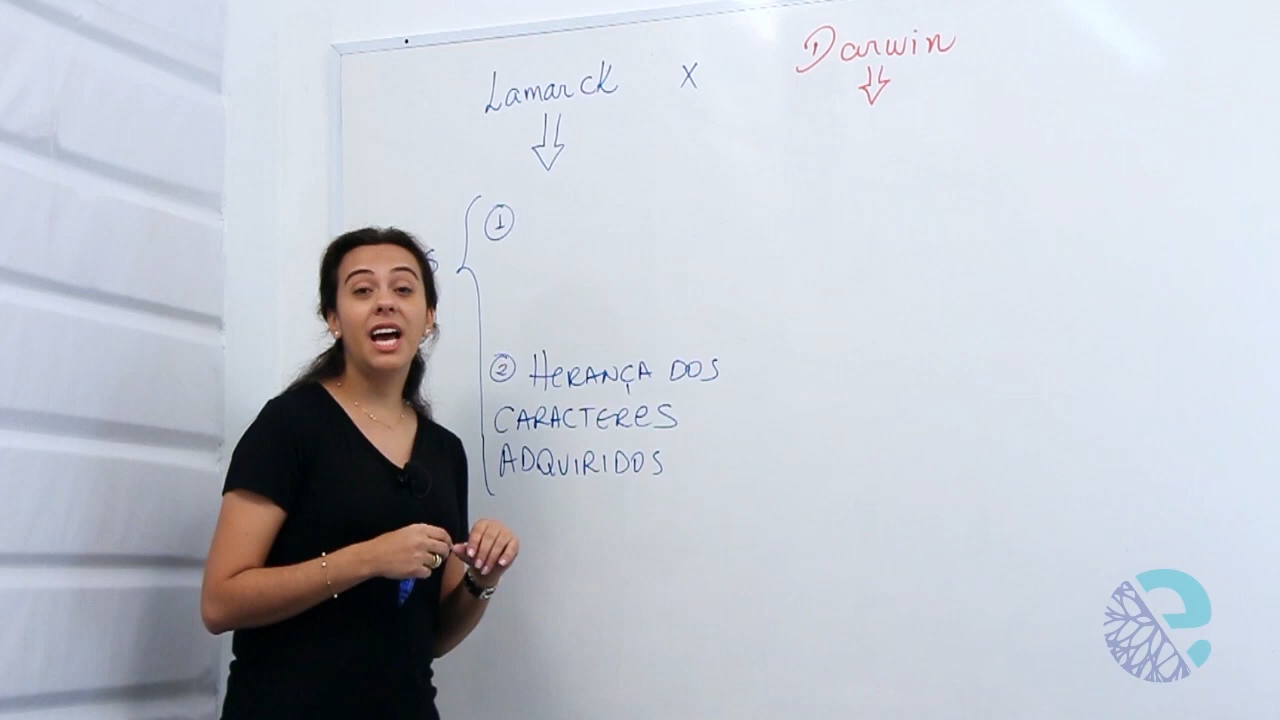 Lamarck x Darwin
1
2 HERANÇA DOS
CARACTERES
ADQUIRIDOS